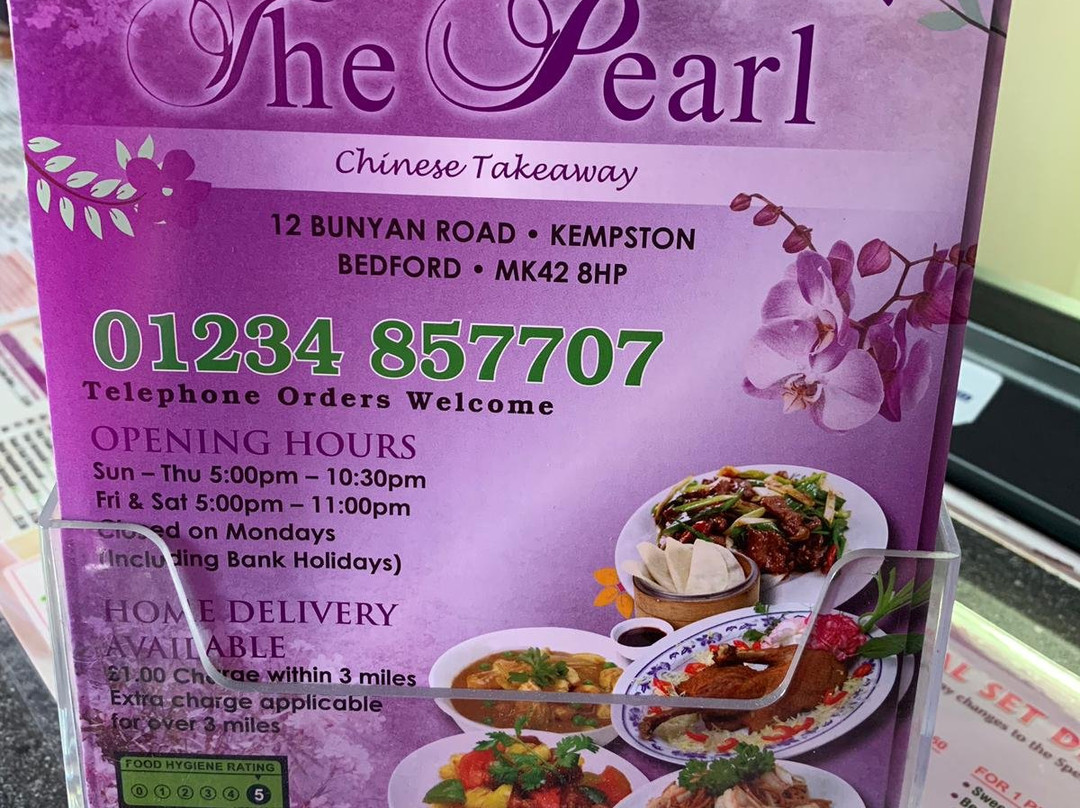 The Pearl
Chinese Takeaway
12 BUNYAN ROAD • KEMPSTON
BEDFORD • MK42 8HP
01234 857707
Telephone Orders Welcome
OPENING HOURS
Sun – Thu 5:00pm – 10:30pm
Fri & Sat 5:00pm – 11:00pm
Closed on Mondays
(Including Bank Holidays)
HOME DELIVERY
AVAILABLE
£1.00 Charge within 3 miles
Extra charge applicable
for over 3 miles
FOOD HYGIENE RATING
0 1 2 3 4 5
SET
changes to the
FOR 1